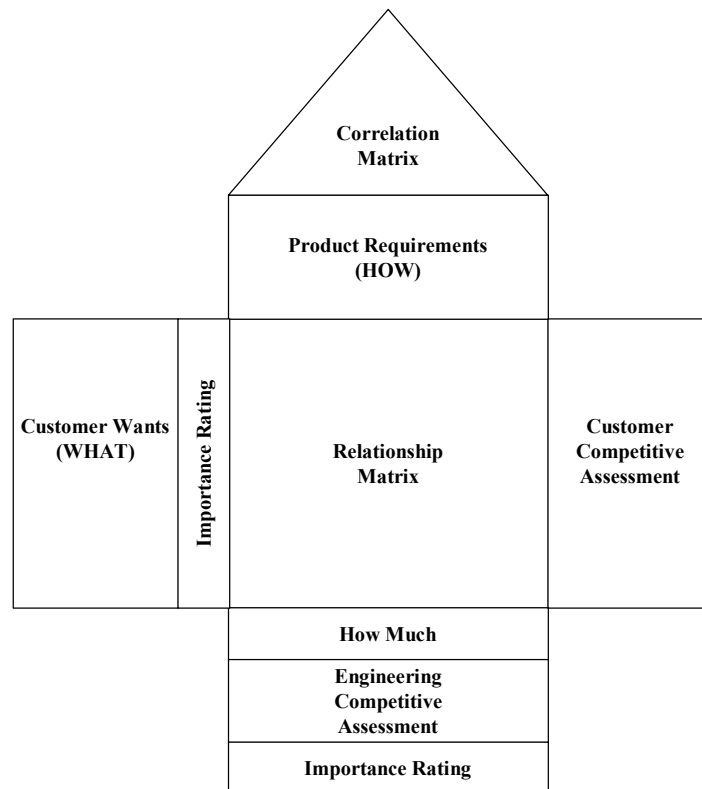 Correlation
Matrix
Product Requirements
(HOW)
Customer Wants
(WHAT)
Importance Rating
Relationship
Matrix
Customer
Competitive
Assessment
How Much
Engineering
Competitive
Assessment
Importance Rating